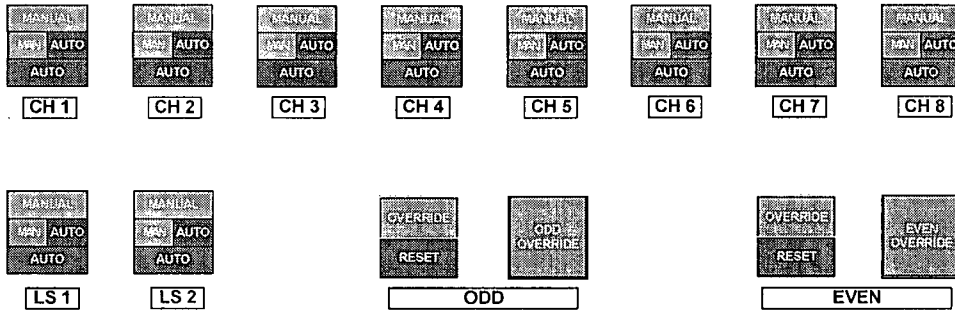 MANUAL MANUAL MANUAL MANUAL MANUAL MANUAL MANUAL MANUAL
MAN AUTO MAN AUTO MAN AUTO MAN AUTO MAN AUTO MAN AUTO MAN AUTO MAN AUTO
AUTO AUTO AUTO AUTO AUTO AUTO AUTO AUTO
CH 1 CH 2 CH 3 CH 4 CH 5 CH 6 CH 7 CH 8
MANUAL MANUAL
MAN AUTO MAN AUTO
AUTO AUTO
LS 1 LS 2
OVERRIDE
RESET
ODD
OVERRIDE
ODD
OVERRIDE
RESET
EVEN
OVERRIDE
EVEN